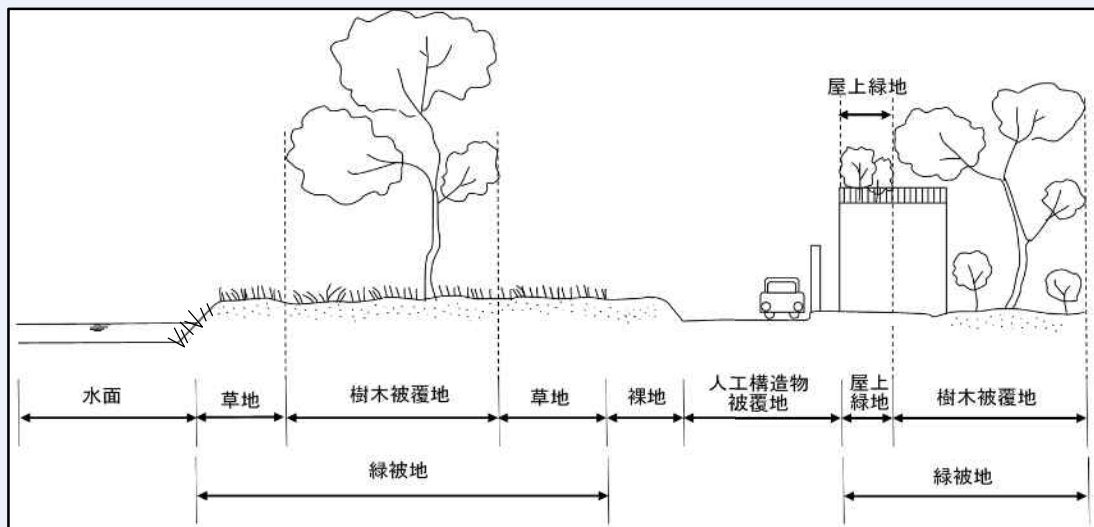 屋上緑地
水面
草地
樹木被覆地
草地
裸地
人工構造物
被覆地
屋上
緑地
樹木被覆地
緑被地
緑被地